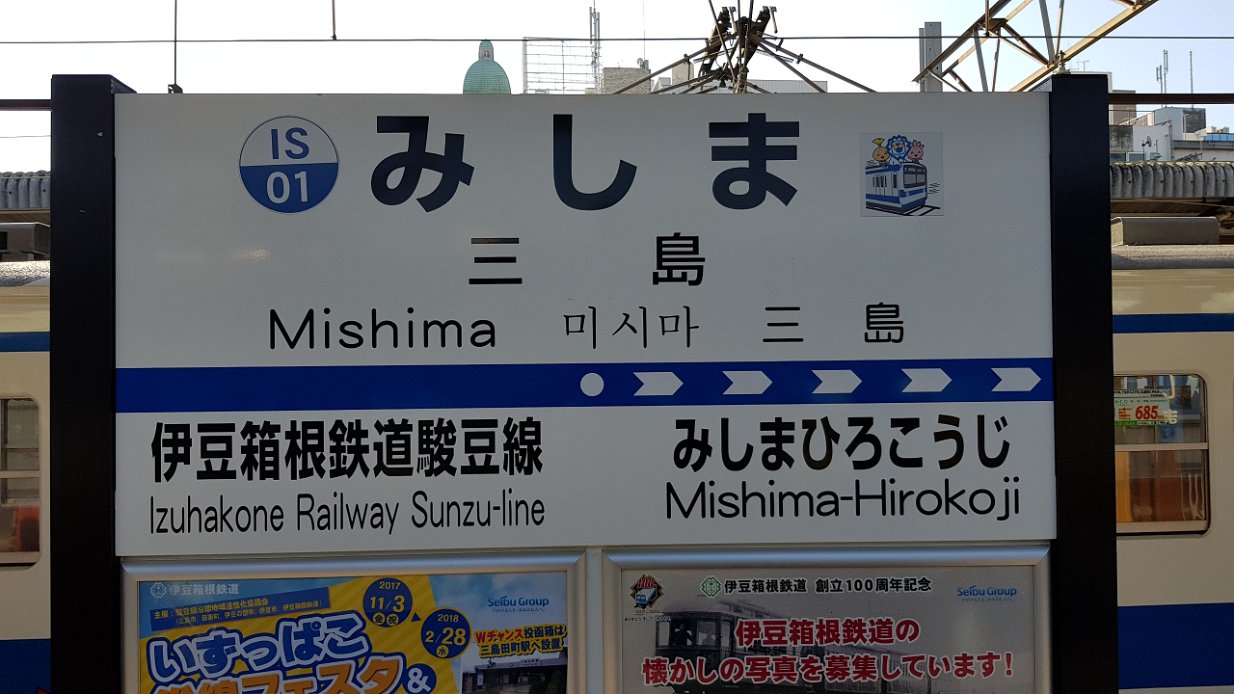 IS
01
みしま
三島
Mishima 미시마 三島
伊豆箱根鉄道駿豆線
Izuhakone Railway Sunzu-line
みしまひろこうじ
Mishima-Hirokoji
伊豆箱根鉄道
2017
11/3
金祝
2018
2/28
水
Seibu Group
いずっぱこ
Wチャンス投函箱は
三島田町駅へ設置
&
100
伊豆箱根鉄道 創立100周年記念
Seibu Group
伊豆箱根鉄道の
懐かしの写真を募集しています!
685